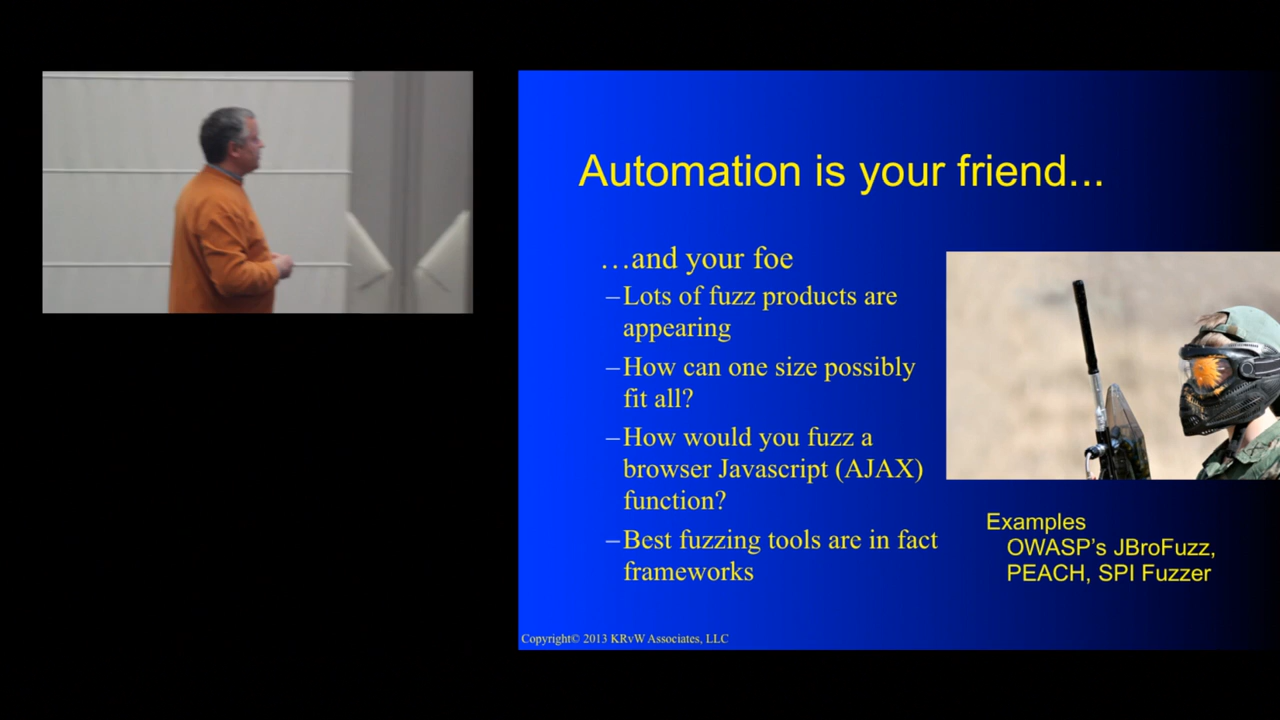 Automation is your friend...
…and your foe
–Lots of fuzz products are
appearing
–How can one size possibly
fit all?
–How would you fuzz a
browser Javascript (AJAX)
function?
–Best fuzzing tools are in fact
frameworks
Examples
OWASP’s JBroFuzz,
PEACH, SPI Fuzzer
Copyright© 2013 KRvW Associates, LLC